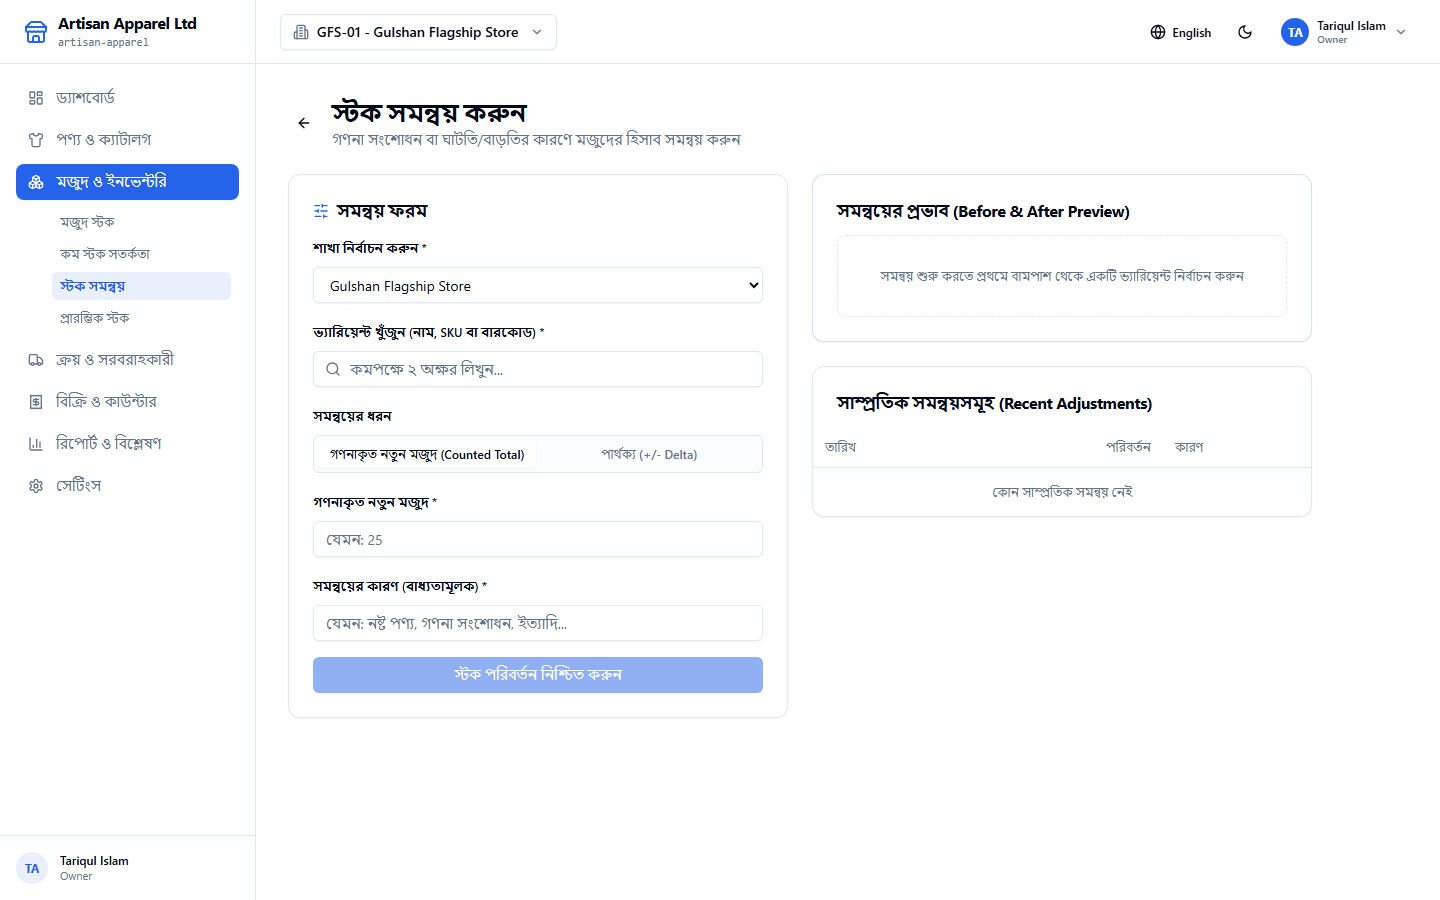 Artisan Apparel Ltd
artisan-apparel
GFS-01 - Gulshan Flagship Store
English
TA
Tariqul Islam
Owner
ড্যাশবোর্ড
পণ্য ও ক্যাটালগ
মজুদ ও ইনভেন্টরি
মজুদ স্টক
কম স্টক সতর্কতা
স্টক সমন্বয়
প্রারম্ভিক স্টক
ক্রয় ও সরবরাহকারী
বিক্রি ও কাউন্টার
রিপোর্ট ও বিশ্লেষণ
সেটিংস
TA
Tariqul Islam
Owner
স্টক সমন্বয় করুন
গণনা সংশোধন বা ঘাটতি/বাড়তির কারণে মজুদের হিসাব সমন্বয় করুন
সমন্বয় ফরম
শাখা নির্বাচন করুন *
Gulshan Flagship Store
ভ্যারিয়েন্ট খুঁজুন (নাম, SKU বা বারকোড) *
কমপক্ষে ২ অক্ষর লিখুন...
সমন্বয়ের ধরন
গণনাকৃত নতুন মজুদ (Counted Total)
পার্থক্য (+/- Delta)
গণনাকৃত নতুন মজুদ *
যেমন: 25
সমন্বয়ের কারণ (বাধ্যতামূলক) *
যেমন: নষ্ট পণ্য, গণনা সংশোধন, ইত্যাদি...
স্টক পরিবর্তন নিশ্চিত করুন
সমন্বয়ের প্রভাব (Before & After Preview)
সমন্বয় শুরু করতে প্রথমে বামপাশ থেকে একটি ভ্যারিয়েন্ট নির্বাচন করুন
সাম্প্রতিক সমন্বয়সমূহ (Recent Adjustments)
তারিখ
পরিবর্তন
কারণ
কোন সাম্প্রতিক সমন্বয় নেই